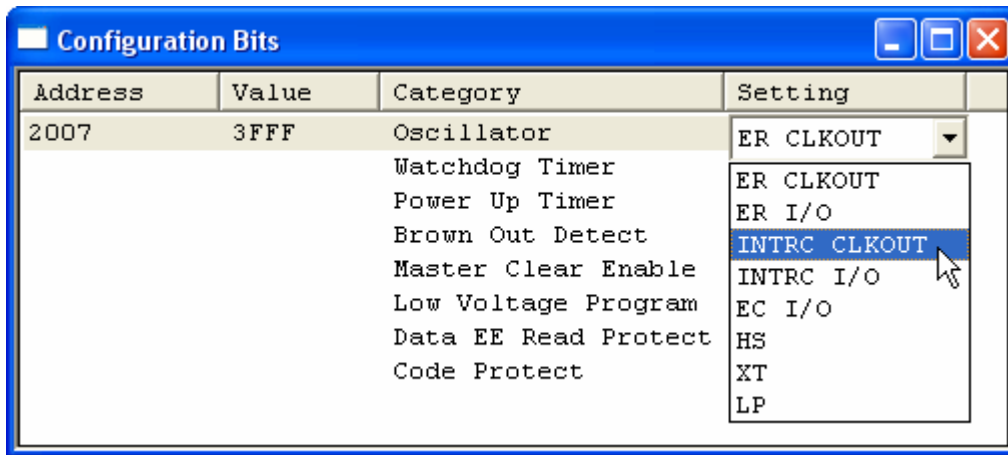 Configuration Bits
Address Value Category Setting
2007 3FFF Oscillator ER CLKOUT
Watchdog Timer
Power Up Timer
Brown Out Detect
Master Clear Enable
Low Voltage Program
Data EE Read Protect
Code Protect
ER CLKOUT
ER I/O
INTRC CLKOUT
INTRC I/O
EC I/O
HS
XT
LP